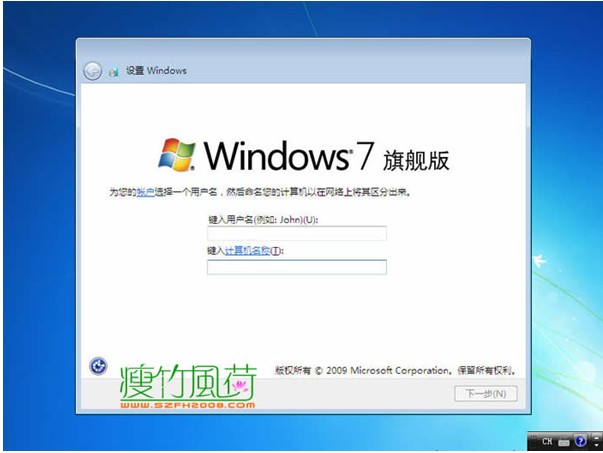 设置 Windows
Windows 7 旗舰版
为您的帐户选择一个用户名，然后命名您的计算机以在网络上将其区分出来。
键入用户名(例如: John)(U):
键入计算机名称(T):
瘦竹風荷
WWW.SZFH2008.COM
版权所有 © 2009 Microsoft Corporation。保留所有权利。
下一步(N)
CH